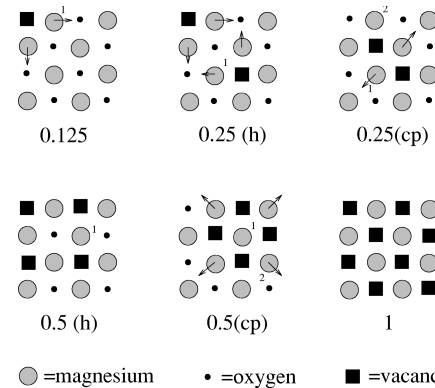 1
2
0.125
1
0.25 (h)
1
0.25(cp)
1
1
2
0.5 (h)
0.5(cp)
1
=magnesium =oxygen =vacanc